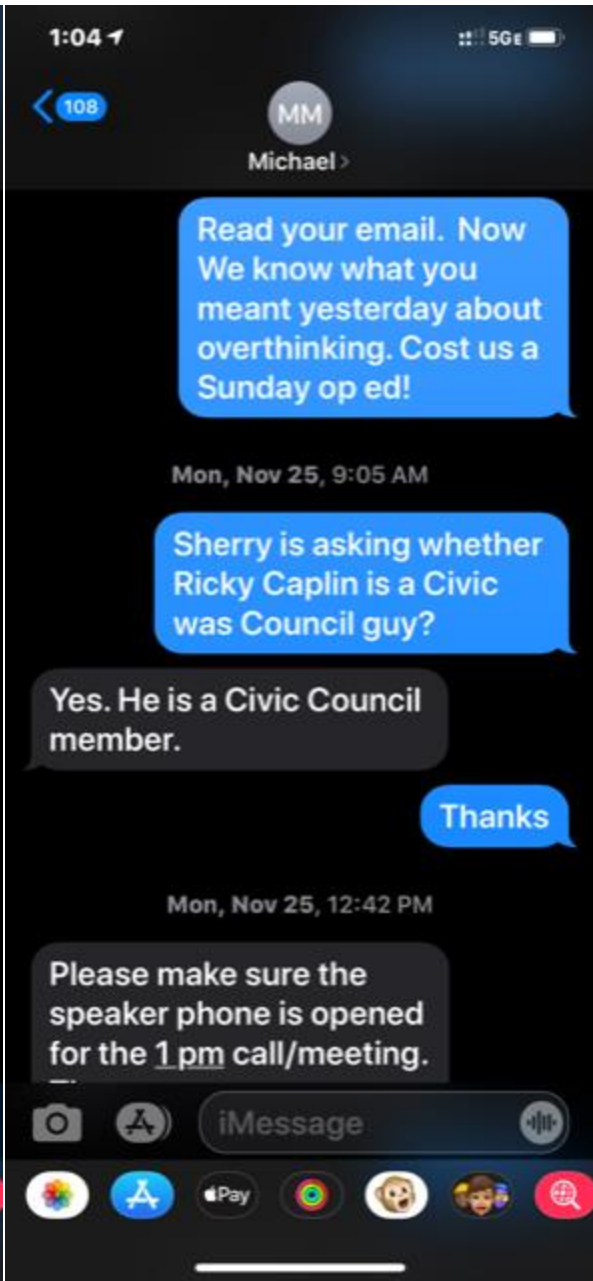 1:04
5GE
108
MM
Michael
Read your email.  Now
We know what you
meant yesterday about
overthinking. Cost us a
Sunday op ed!
Mon, Nov 25, 9:05 AM
Sherry is asking whether
Ricky Caplin is a Civic
was Council guy?
Yes. He is a Civic Council
member.
Thanks
Mon, Nov 25, 12:42 PM
Please make sure the
speaker phone is opened
for the 1 pm call/meeting.
iMessage
Pay